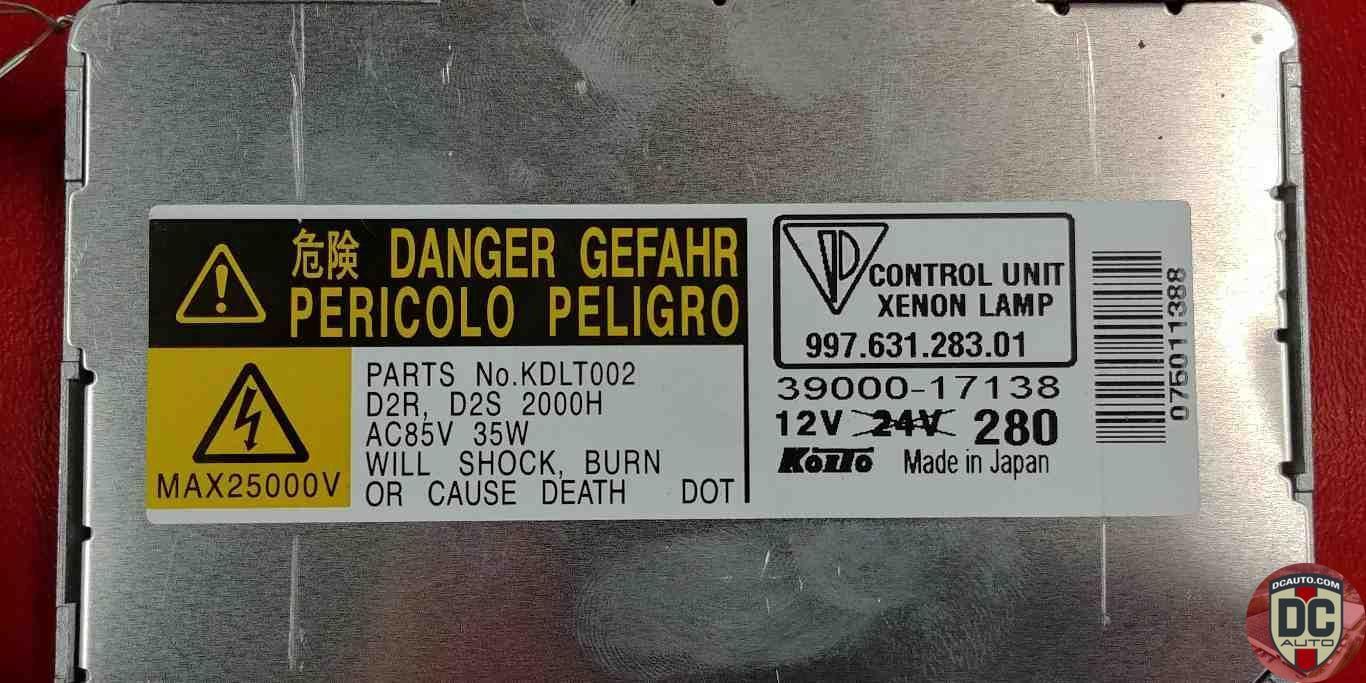 危険 DANGER GEFAHR
PERICOLO PELIGRO
MAX25000V
PARTS No.KDLT002
D2R, D2S 2000H
AC85V 35W
WILL SHOCK, BURN
OR CAUSE DEATH DOT
CONTROL UNIT
XENON LAMP
997.631.283.01
39000-17138
12V 24V 280
KOITO Made in Japan
075011388
DCAUTO.COM
DC
AUTO